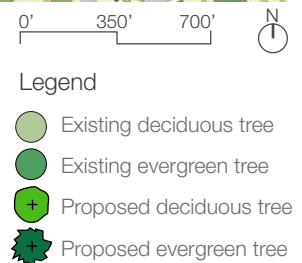 0' 350' 700' N
Legend
Existing deciduous tree
Existing evergreen tree
Proposed deciduous tree
Proposed evergreen tree